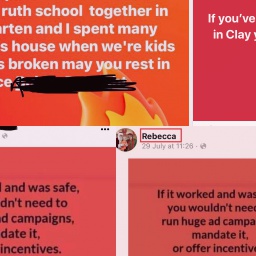 ruth school together in
arten and I spent many
s house when we're kids
s broken may you rest in
ce
If you've
in Clay
Rebecca
29 July at 11:26
and was safe,
dn't need to
d campaigns,
date it,
incentives.
If it worked and was
you wouldn't nee
run huge ad campa
mandate it,
or offer incentive